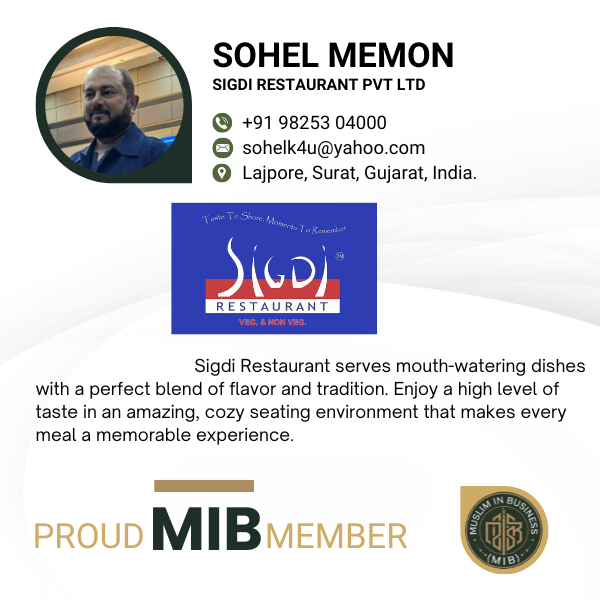 SOHEL MEMON
SIGDI RESTAURANT PVT LTD
+91 98253 04000
sohelk4u@yahoo.com
Lajpore, Surat, Gujarat, India.
Taste To Share, Moments To Remember
SIGDI TM
RESTAURANT
VEG. & NON VEG.
Sigdi Restaurant serves mouth-watering dishes
with a perfect blend of flavor and tradition. Enjoy a high level of
taste in an amazing, cozy seating environment that makes every
meal a memorable experience.
PROUD MIB MEMBER
MUSLIM IN BUSINESS
(MIB)